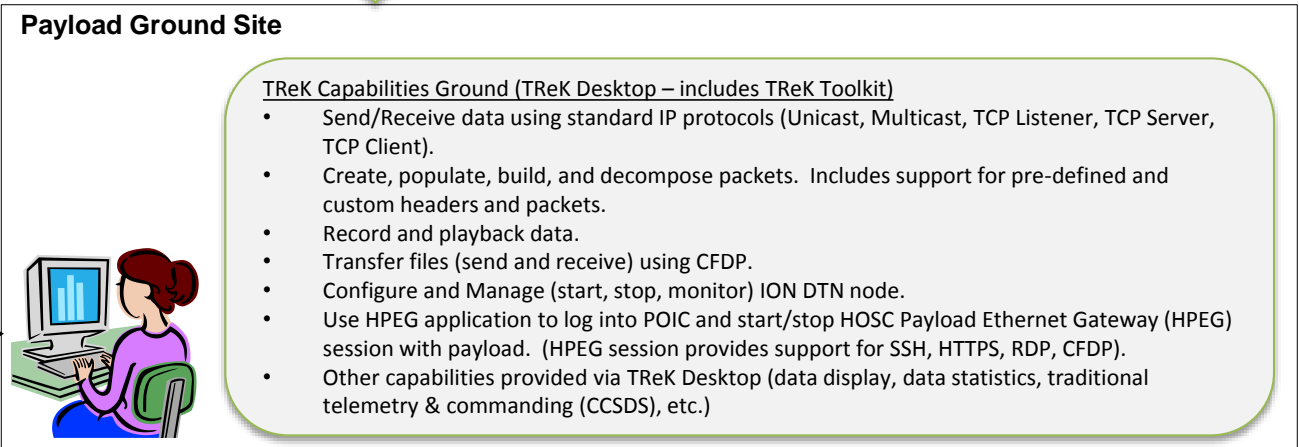 Payload Ground Site
TReK Capabilities Ground (TReK Desktop – includes TReK Toolkit)
• Send/Receive data using standard IP protocols (Unicast, Multicast, TCP Listener, TCP Server,
TCP Client).
• Create, populate, build, and decompose packets.  Includes support for pre-defined and
custom headers and packets.
• Record and playback data.
• Transfer files (send and receive) using CFDP.
• Configure and Manage (start, stop, monitor) ION DTN node.
• Use HPEG application to log into POIC and start/stop HOSC Payload Ethernet Gateway (HPEG)
session with payload.  (HPEG session provides support for SSH, HTTPS, RDP, CFDP).
• Other capabilities provided via TReK Desktop (data display, data statistics, traditional
telemetry & commanding (CCSDS), etc.)